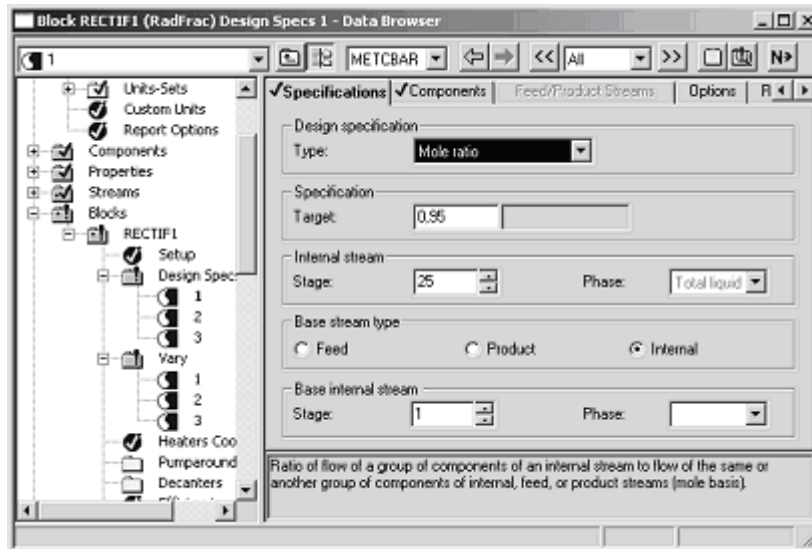 Block RECTIF1 (RadFrac) Design Specs 1 - Data Browser
1
METCBAR
<<
All
>>
N>
Units-Sets
Custom Units
Report Options
Components
Properties
Streams
Blocks
RECTIF1
Setup
Design Spec
1
2
3
Vary
1
2
3
Heaters Coo
Pumparound
Decanters
Specifications
Components
Feed/Product Streams
Options
R
Design specification
Type:
Mole ratio
Specification
Target:
0,95
Internal stream
Stage:
25
Phase:
Total liquid
Base stream type
Feed
Product
Internal
Base internal stream
Stage:
1
Phase:
Ratio of flow of a group of components of an internal stream to flow of the same or
another group of components of internal, feed, or product streams (mole basis).